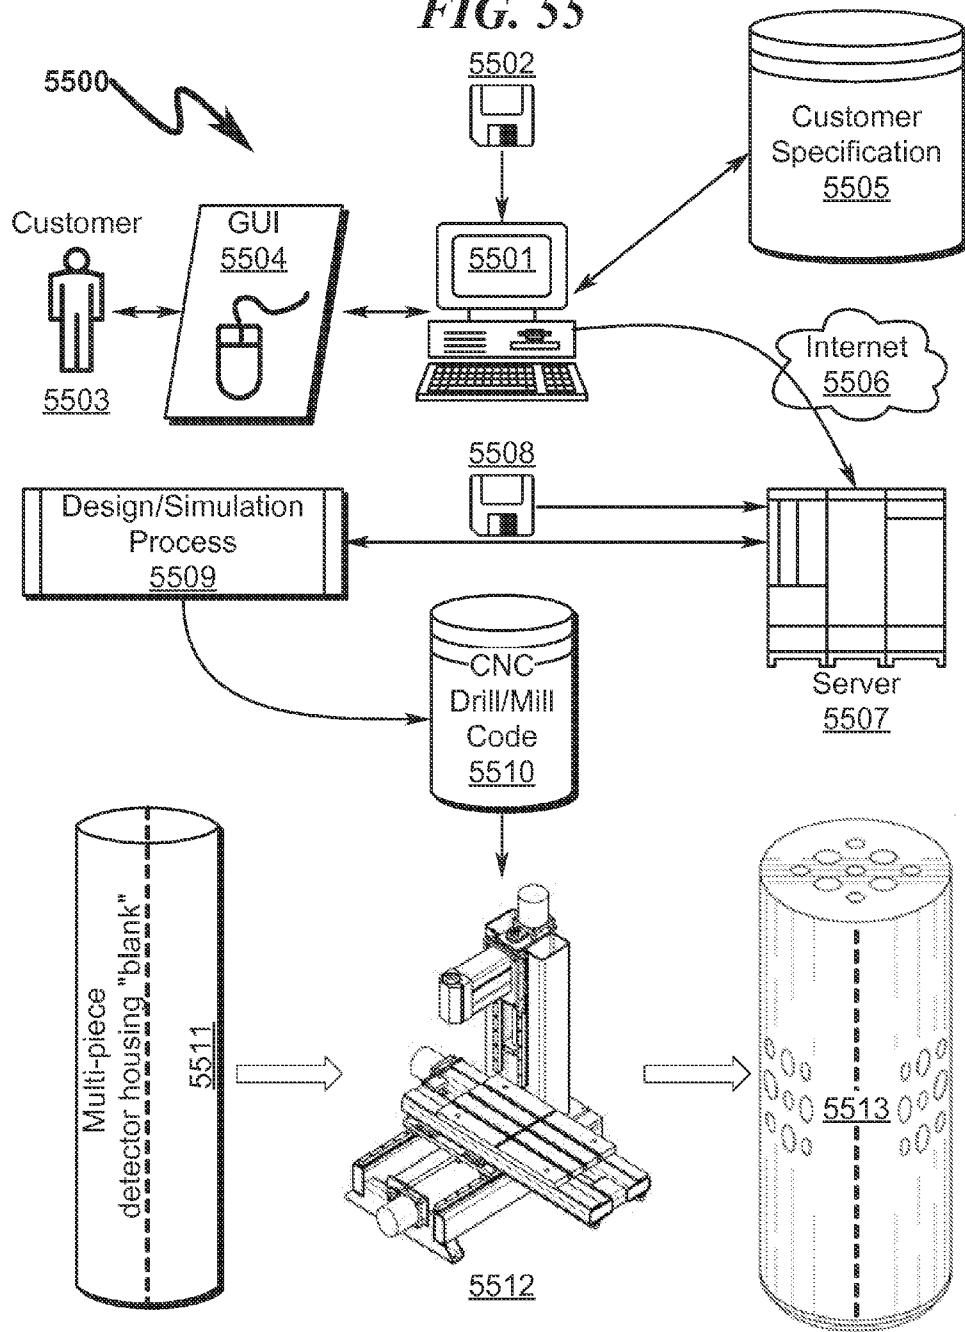 FIG. 55
5500
5502
Customer
Specification
5505
Customer
5503
GUI
5504
5501
Internet
5506
5508
Design/Simulation
Process
5509
CNC
Drill/Mill
Code
5510
Server
5507
Multi-piece
detector housing "blank"
5511
5512
5513